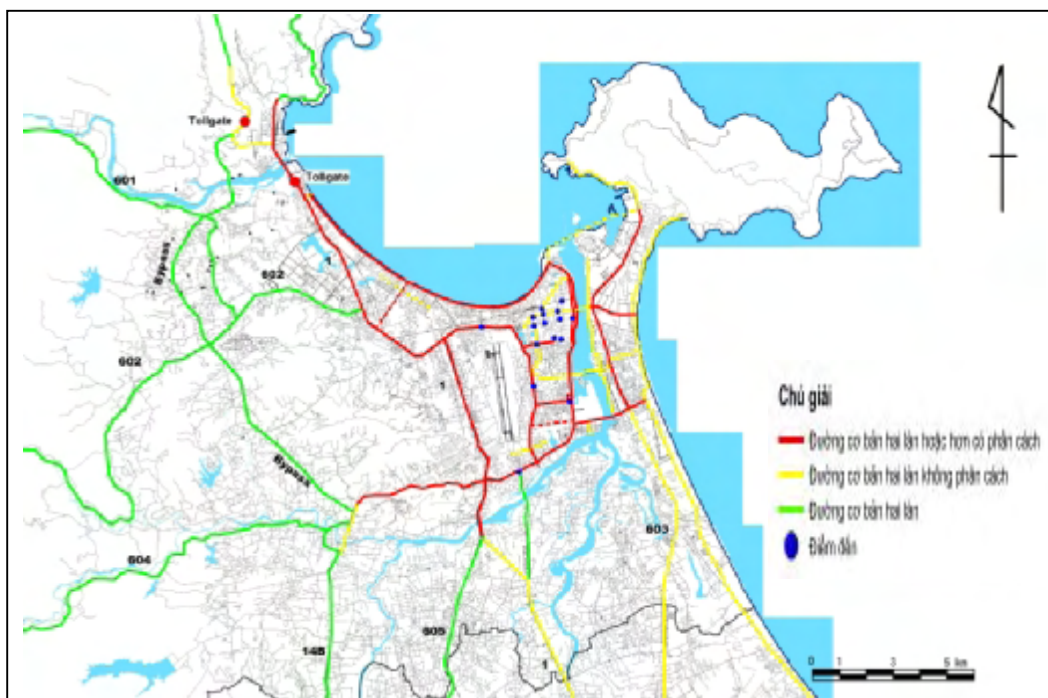 Tollgate
Tollgate
601
Bypass
602
1
602
1
Bypass
604
603
14B
605
1
Chú giải
Đường cơ bản hai làn hoặc hơn có phân cách
Đường cơ bản hai làn không phân cách
Đường cơ bản hai làn
Điểm đến
0 1 3 5 km